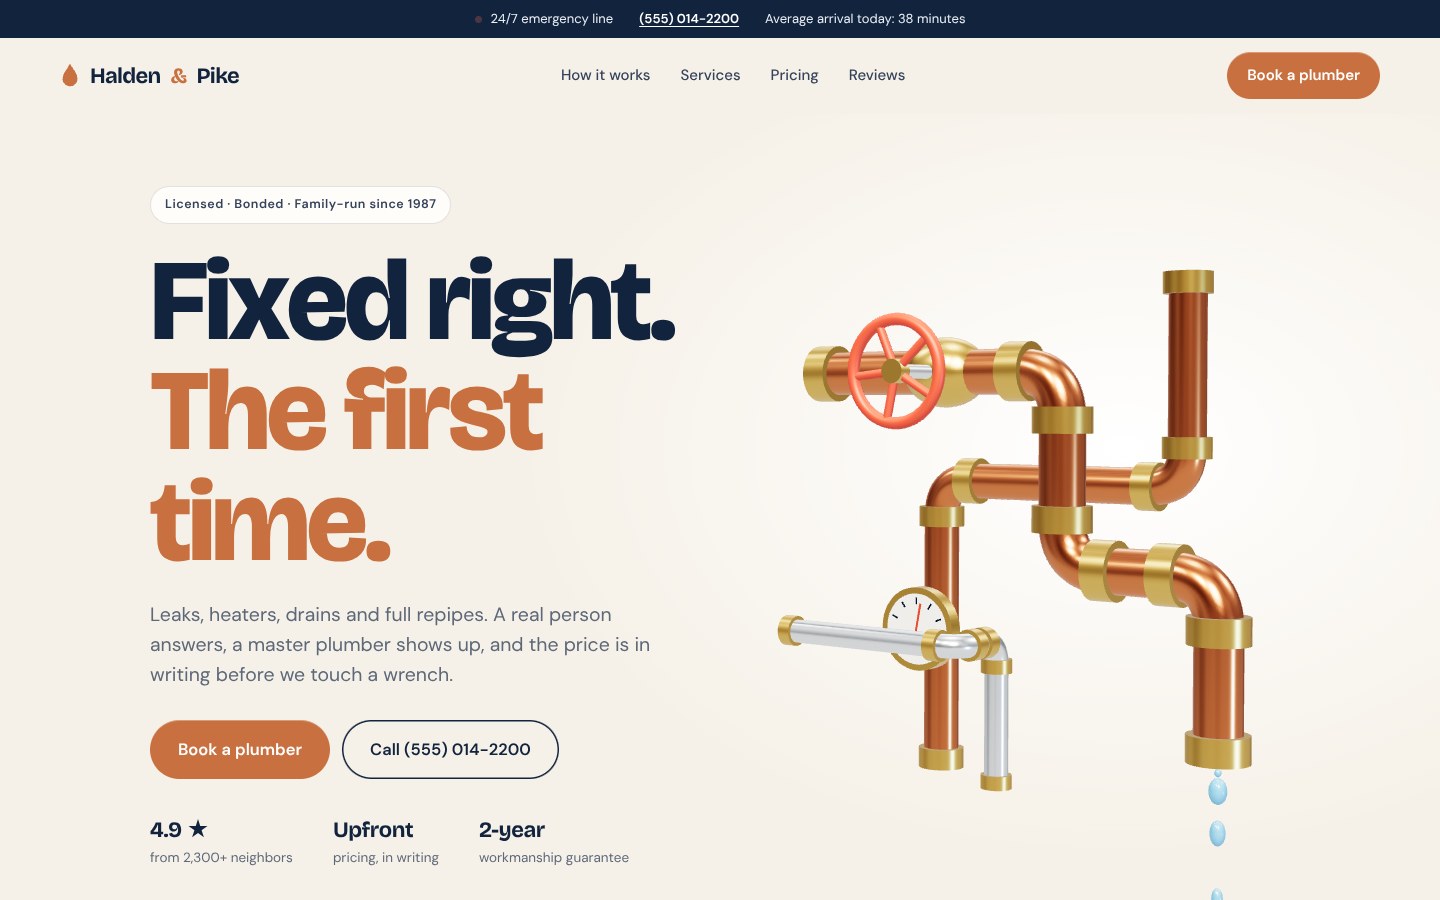 24/7 emergency line (555) 014-2200 Average arrival today: 38 minutes
Halden & Pike How it works Services Pricing Reviews Book a plumber
Licensed · Bonded · Family-run since 1987
Fixed right.
The first
time.
Leaks, heaters, drains and full repipes. A real person
answers, a master plumber shows up, and the price is in
writing before we touch a wrench.
Book a plumber Call (555) 014-2200
4.9 ★ Upfront 2-year
from 2,300+ neighbors pricing, in writing workmanship guarantee